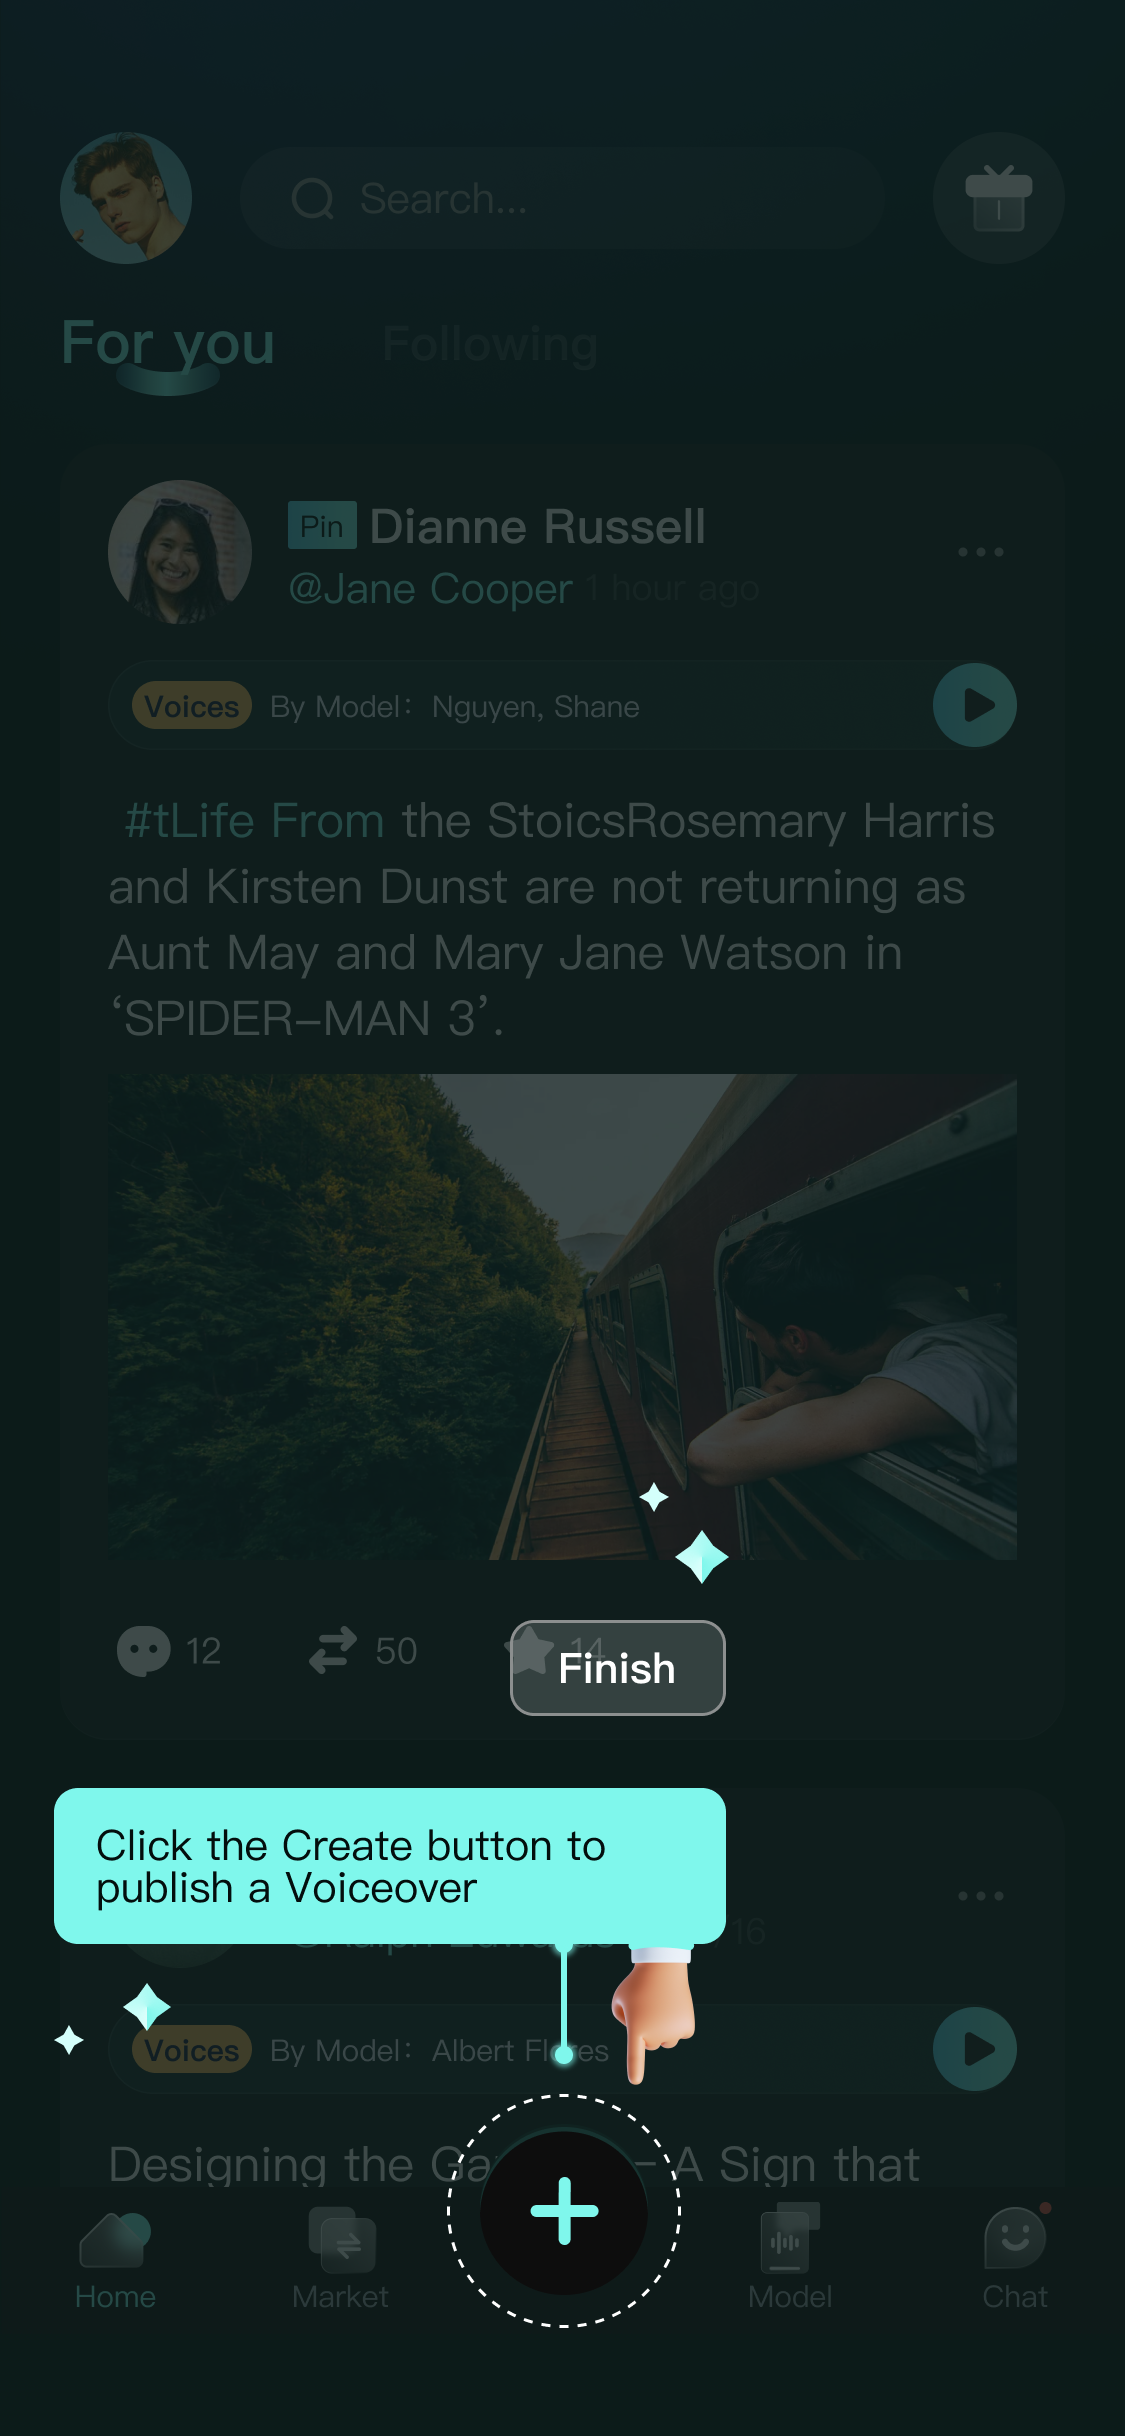 Search...
For you
Following
Pin Dianne Russell
@Jane Cooper 1 hour ago
Voices By Model: Nguyen, Shane
#tLife From the StoicsRosemary Harris
and Kirsten Dunst are not returning as
Aunt May and Mary Jane Watson in
‘SPIDER-MAN 3’.
12
50
14
Finish
Click the Create button to
publish a Voiceover
16
Voices By Model: Albert Flores
Designing the - A Sign that
Home
Market
Model
Chat